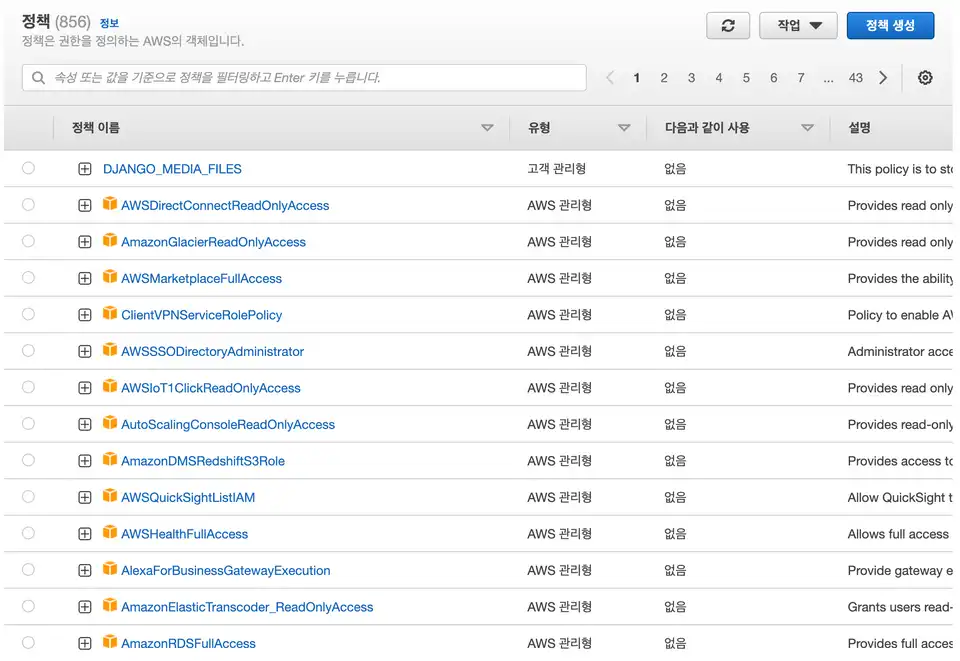 정책 (856) 정보
정책은 권한을 정의하는 AWS의 객체입니다.
작업
정책 생성
속성 또는 값을 기준으로 정책을 필터링하고 Enter 키를 누릅니다.
1 2 3 4 5 6 7 ... 43
정책 이름 유형 다음과 같이 사용 설명
DJANGO_MEDIA_FILES 고객 관리형 없음 This policy is to sto
AWSDirectConnectReadOnlyAccess AWS 관리형 없음 Provides read only
AmazonGlacierReadOnlyAccess AWS 관리형 없음 Provides read only
AWSMarketplaceFullAccess AWS 관리형 없음 Provides the ability
ClientVPNServiceRolePolicy AWS 관리형 없음 Policy to enable AW
AWSSSODirectoryAdministrator AWS 관리형 없음 Administrator acce
AWSIoT1ClickReadOnlyAccess AWS 관리형 없음 Provides read only
AutoScalingConsoleReadOnlyAccess AWS 관리형 없음 Provides read-only
AmazonDMSRedshiftS3Role AWS 관리형 없음 Provides access to
AWSQuickSightListIAM AWS 관리형 없음 Allow QuickSight t
AWSHealthFullAccess AWS 관리형 없음 Allows full access
AlexaForBusinessGatewayExecution AWS 관리형 없음 Provide gateway e
AmazonElasticTranscoder_ReadOnlyAccess AWS 관리형 없음 Grants users read-
AmazonRDSFullAccess AWS 관리형 없음 Provides full acces